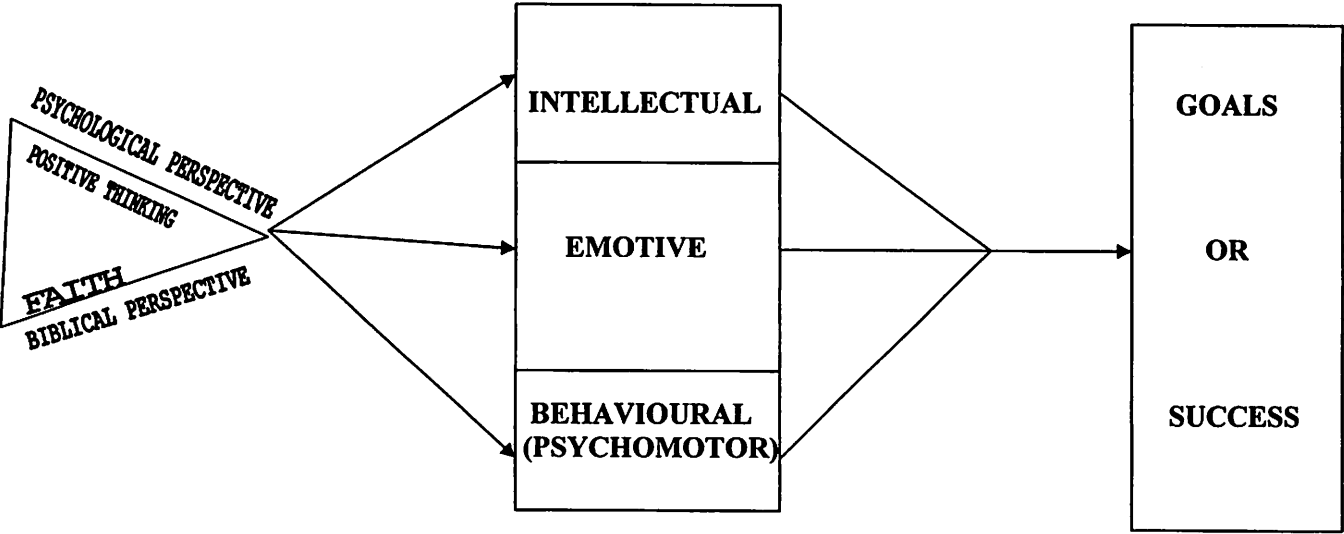 PSYCHOLOGICAL PERSPECTIVE
POSITIVE THINKING
FAITH
BIBLICAL PERSPECTIVE
INTELLECTUAL
EMOTIVE
BEHAVIOURAL
(PSYCHOMOTOR)
GOALS
OR
SUCCESS